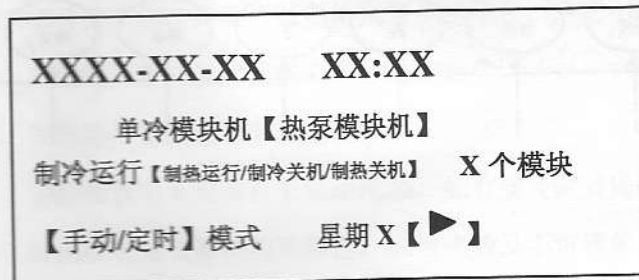 XXXX-XX-XX XX:XX
单冷模块机【热泵模块机】
制冷运行【制热运行/制冷关机/制热关机】 X 个模块
【手动/定时】模式 星期 X【▶】